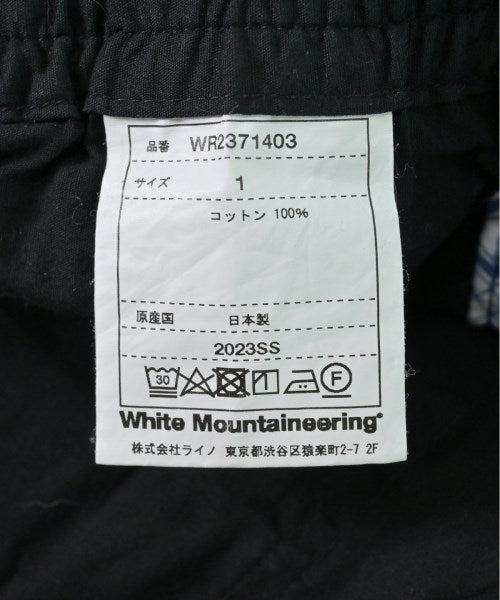 品番 WR2371403
サイズ 1
コットン 100%
原産国 日本製
2023SS
30 F
White Mountaineering®
株式会社ライノ 東京都渋谷区猿楽町2-7 2F